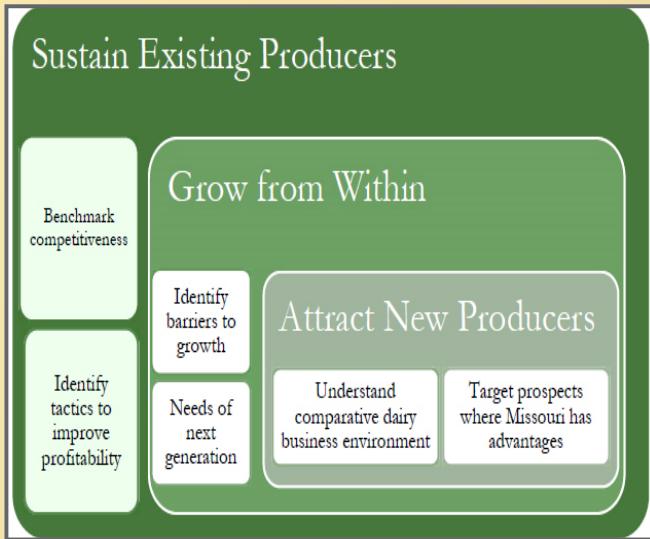 Sustain Existing Producers
Benchmark
competitiveness
Identify
tactics to
improve
profitability
Grow from Within
Identify
barriers to
growth
Needs of
next
generation
Attract New Producers
Understand
comparative dairy
business environment
Target prospects
where Missouri has
advantages